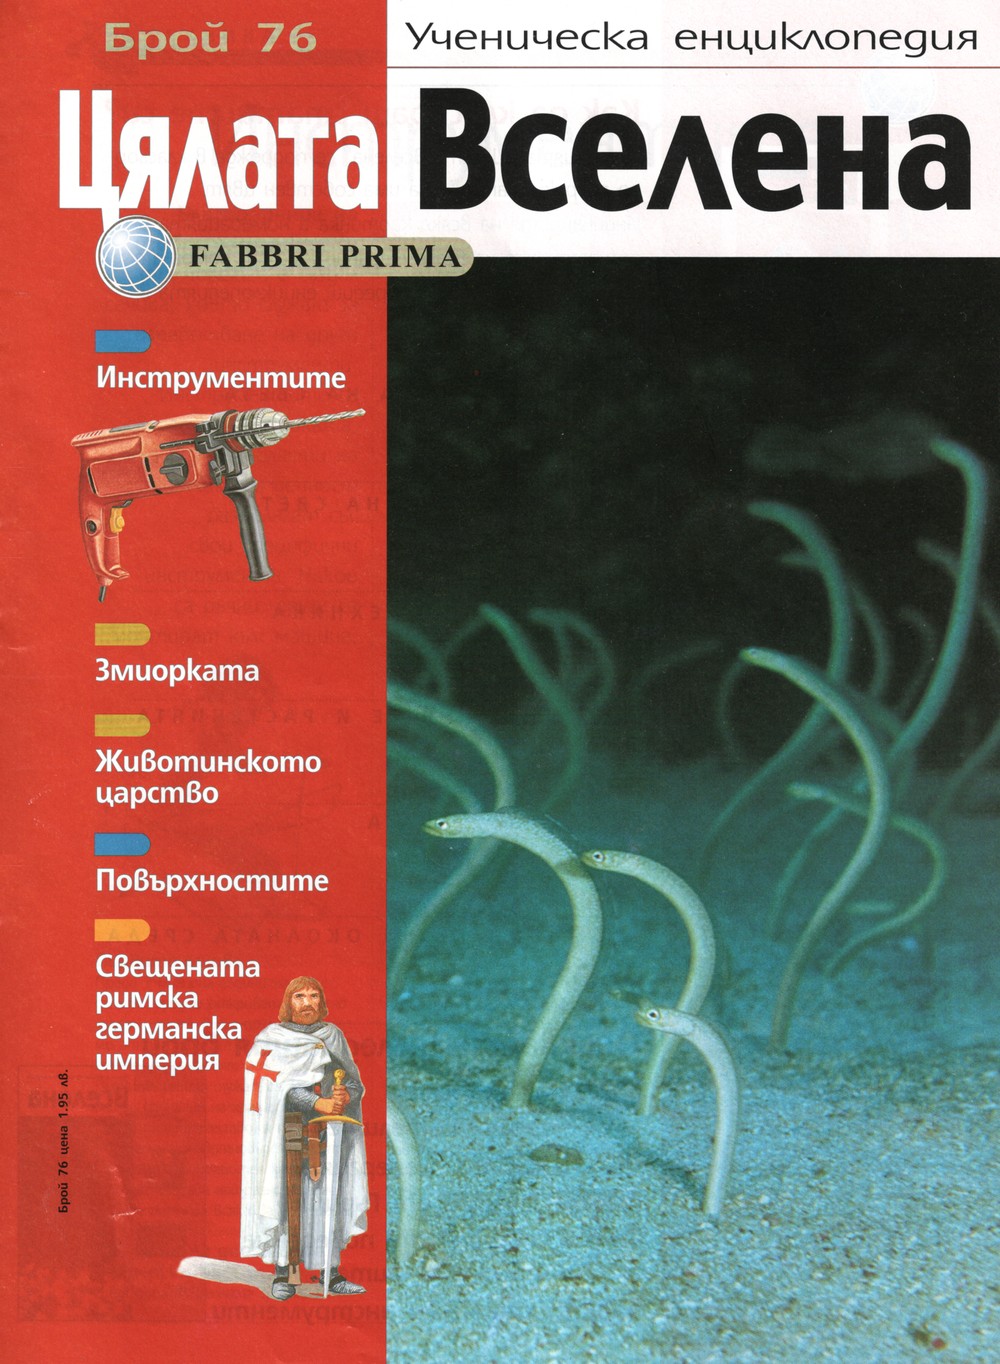 Брой 76
Ученическа енциклопедия
Цялата Вселена
FABBRI PRIMA
Инструментите
Змиорката
Животинското
царство
Повърхностите
Свещената
римска
германска
империя
Брой 76 цена 1.95 лв.